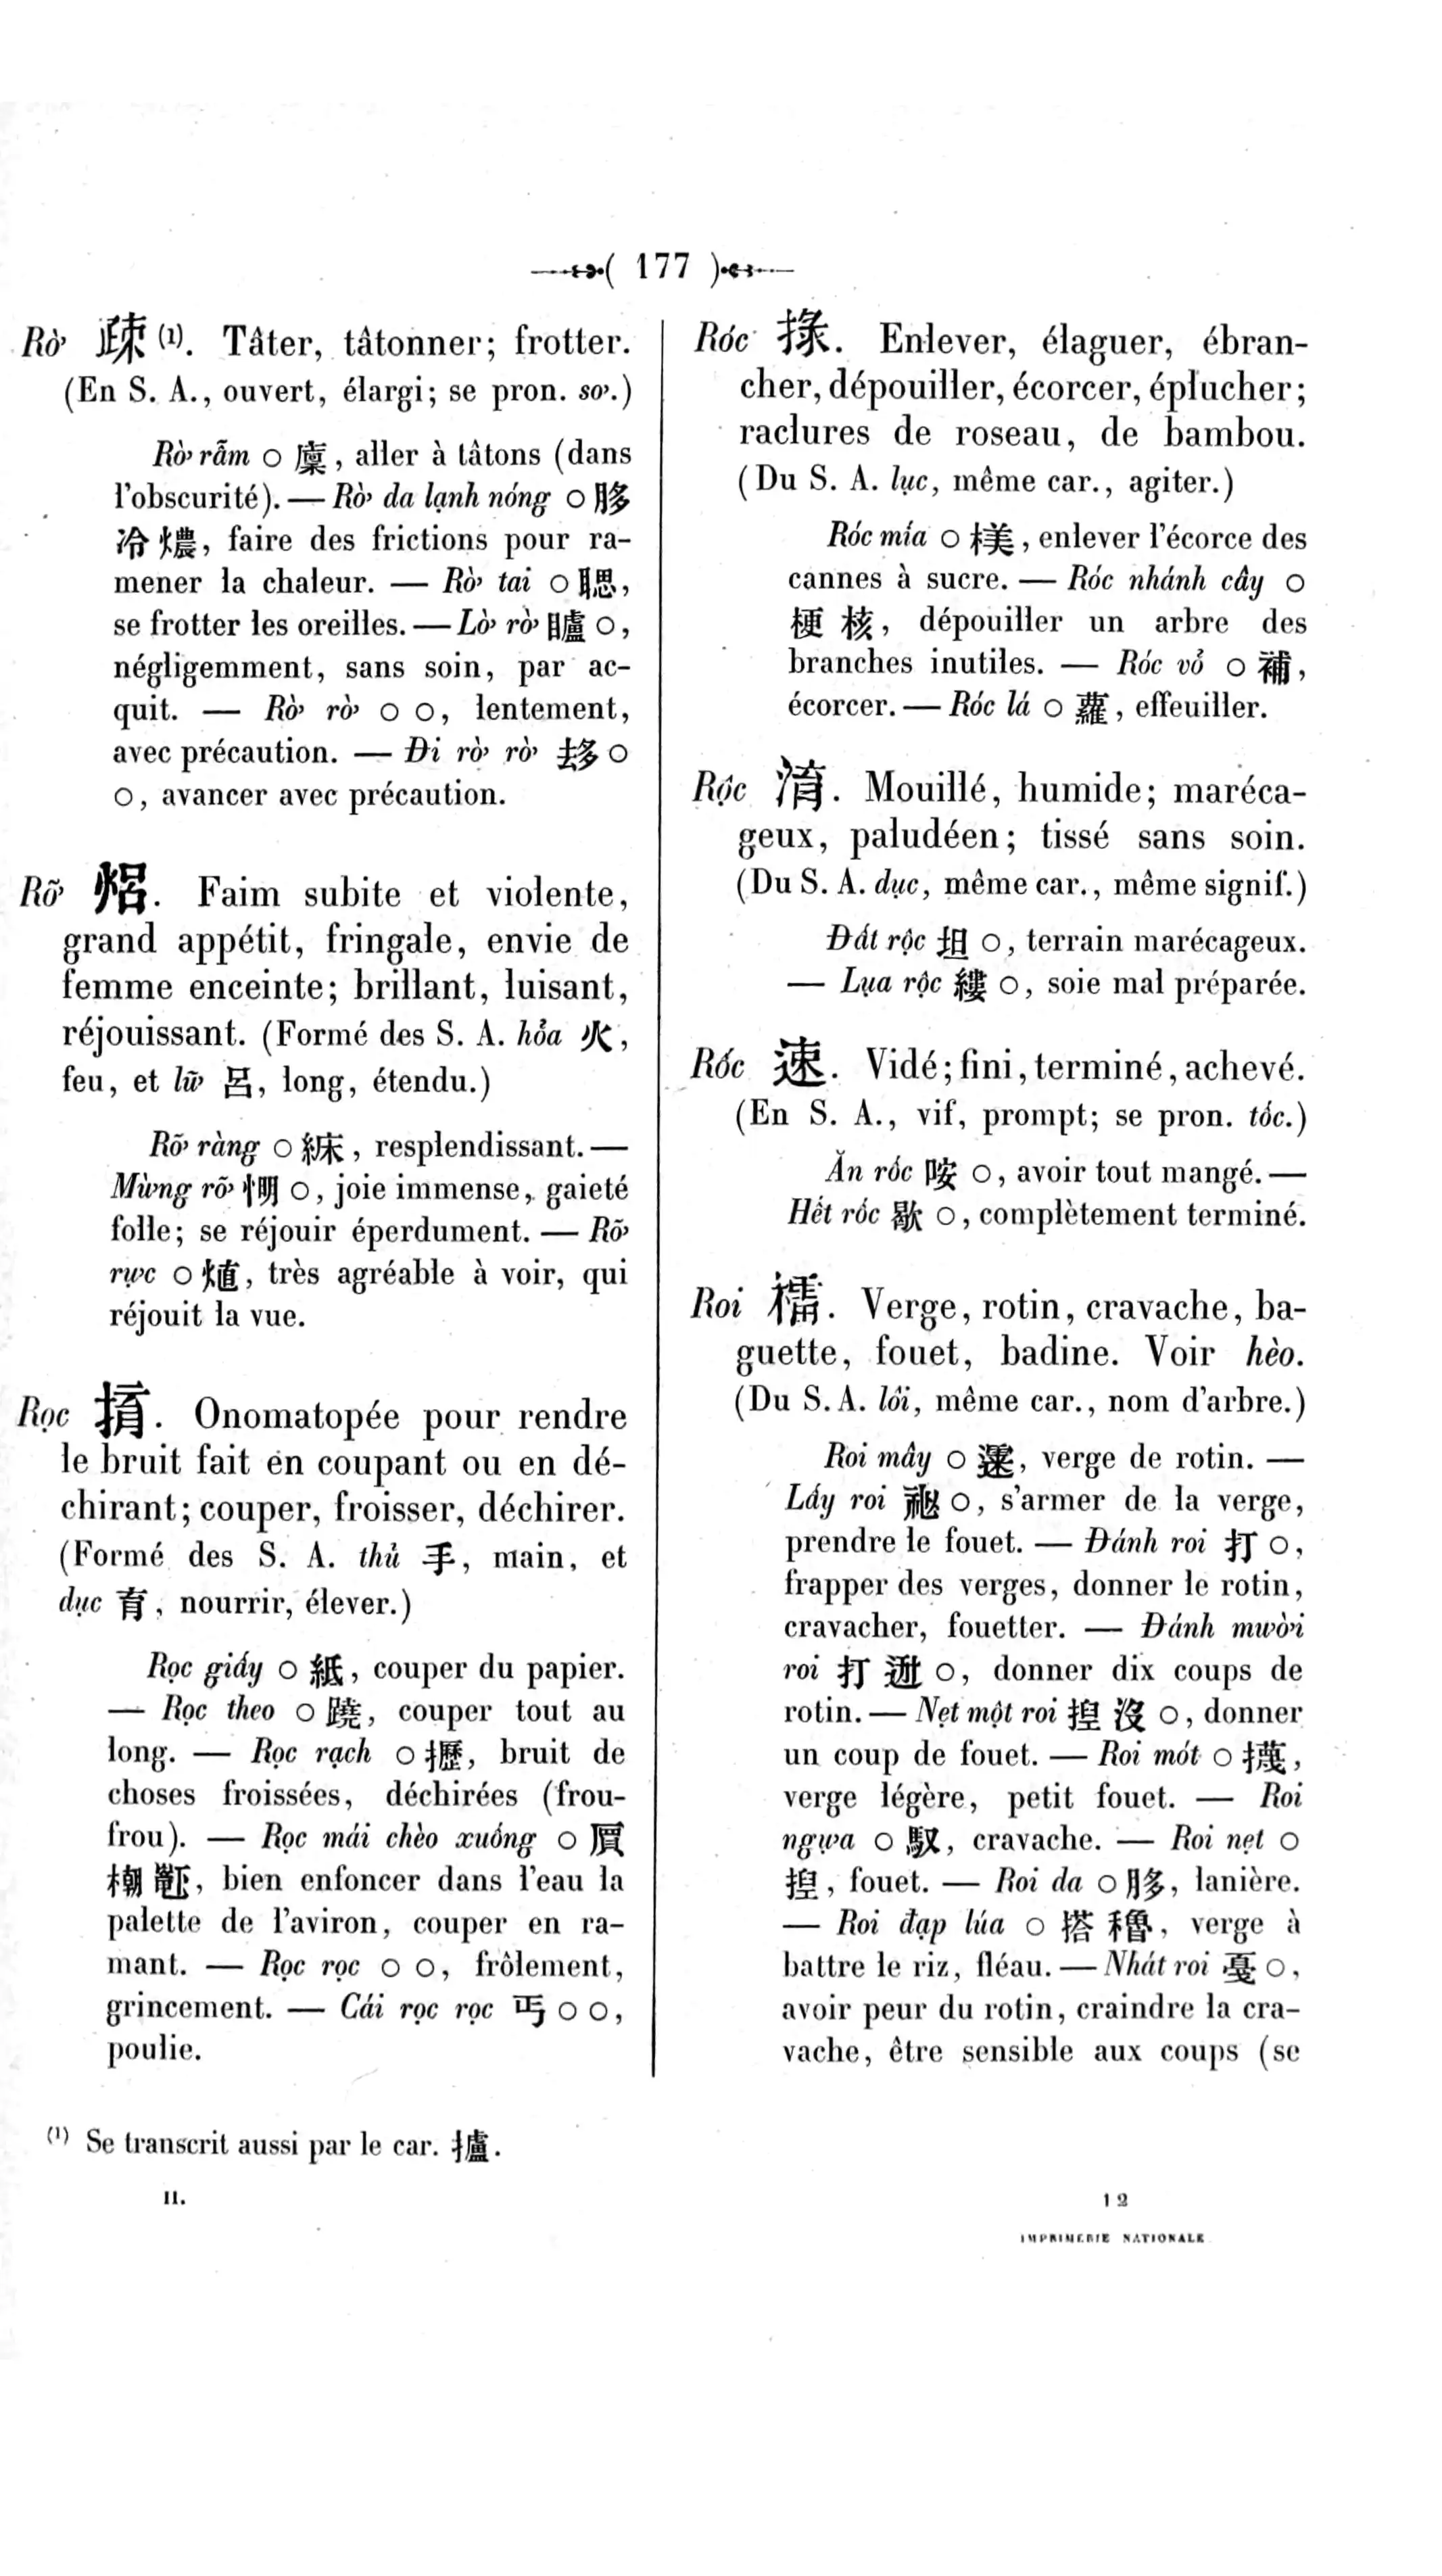 ( 177 )
Rờ 疎 (1). Tâter, tâtonner; frotter.
(En S. A., ouvert, élargi; se pron. sơ.)
Rờ rẫm ○ , aller à tâtons (dans
l'obscurité). — Rờ da lạnh nóng ○
冷 燶, faire des frictions pour ra-
mener la chaleur. — Rờ tai ○ 聰,
se frotter les oreilles. — Lờ rờ 矑 ○,
négligemment, sans soin, par ac-
quit. — Rờ rờ ○ ○, lentement,
avec précaution. — Đi rờ rờ ○
○, avancer avec précaution.
Rỡ 焒. Faim subite et violente,
grand appétit, fringale, envie de
femme enceinte; brillant, luisant,
réjouissant. (Formé des S. A. hỏa 火,
feu, et lữ 呂, long, étendu.)
Rỡ ràng ○ , resplendissant. —
Mừng rỡ ○, joie immense, gaieté
folle; se réjouir éperdument. — Rỡ
rực ○ , très agréable à voir, qui
réjouit la vue.
Rọc 㧣. Onomatopée pour rendre
le bruit fait en coupant ou en dé-
chirant; couper, froisser, déchirer.
(Formé des S. A. thủ 手, main, et
dục 育, nourrir, élever.)
Rọc giấy ○ 紙, couper du papier.
— Rọc theo ○ 蹺, couper tout au
long. — Rọc rạch ○ 攊, bruit de
choses froissées, déchirées (frou-
frou). — Rọc mái chèo xuống ○
, bien enfoncer dans l'eau la
palette de l'aviron, couper en ra-
mant. — Rọc rọc ○ ○, frôlement,
grincement. — Cái rọc rọc 丐 ○ ○,
poulie.
(1) Se transcrit aussi par le car. 攎.
II.
Róc 捸. Enlever, élaguer, ébran-
cher, dépouiller, écorcer, éplucher;
raclures de roseau, de bambou.
(Du S. A. lục, même car., agiter.)
Róc mía ○ , enlever l'écorce des
cannes à sucre. — Róc nhánh cây ○
梗 核, dépouiller un arbre des
branches inutiles. — Róc vỏ ○ 補,
écorcer. — Róc lá ○ 蘿, effeuiller.
Rộc 淯. Mouillé, humide; maréca-
geux, paludéen; tissé sans soin.
(Du S. A. dục, même car., même signif.)
Đất rộc 坦 ○, terrain marécageux.
— Lụa rộc 縷 ○, soie mal préparée.
Rốc 速. Vidé; fini, terminé, achevé.
(En S. A., vif, prompt; se pron. tốc.)
Ăn rốc 咹 ○, avoir tout mangé. —
Hết rốc 歇 ○, complètement terminé.
Roi . Verge, rotin, cravache, ba-
guette, fouet, badine. Voir hèo.
(Du S. A. lôi, même car., nom d'arbre.)
Roi mây ○ , verge de rotin. —
Lấy roi ○, s'armer de la verge,
prendre le fouet. — Đánh roi 打 ○,
frapper des verges, donner le rotin,
cravacher, fouetter. — Đánh mười
roi 打 ○, donner dix coups de
rotin. — Nẹt một roi 揑 沒 ○, donner
un coup de fouet. — Roi mót ○ ,
verge légère, petit fouet. — Roi
ngựa ○ 馭, cravache. — Roi nẹt ○
揑, fouet. — Roi da ○ , lanière.
— Roi đạp lúa ○ 搭 穭, verge à
battre le riz, fléau. — Nhát roi 戞 ○,
avoir peur du rotin, craindre la cra-
vache, être sensible aux coups (se
12
IMPRIMERIE NATIONALE